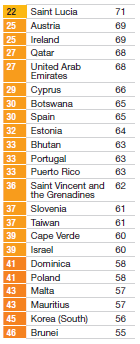 22 Saint Lucia 71
25 Austria 69
25 Ireland 69
27 Qatar 68
27 United Arab 68
Emirates
29 Cyprus 66
30 Botswana 65
30 Spain 65
32 Estonia 64
33 Bhutan 63
33 Portugal 63
33 Puerto Rico 63
36 Saint Vincent and 62
the Grenadines
37 Slovenia 61
37 Taiwan 61
39 Cape Verde 60
39 Israel 60
41 Dominica 58
41 Poland 58
43 Malta 57
43 Mauritius 57
45 Korea (South) 56
46 Brunei 55